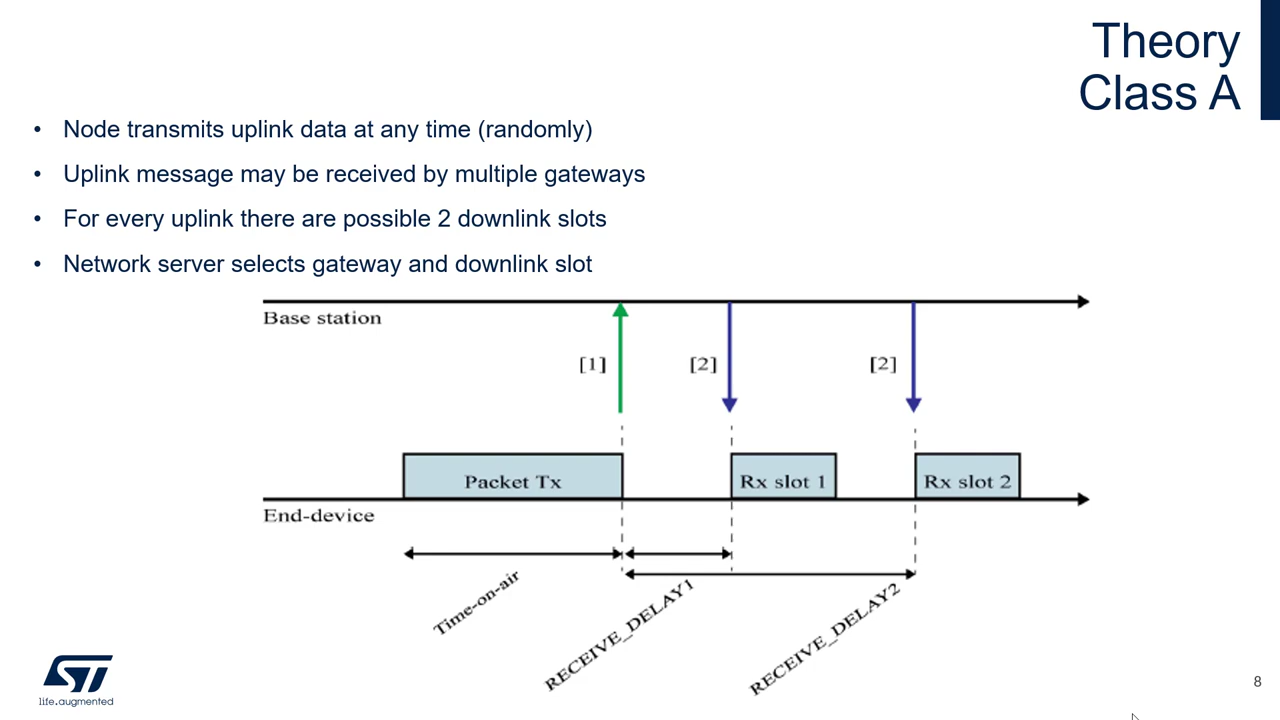 Theory
Class A
• Node transmits uplink data at any time (randomly)
• Uplink message may be received by multiple gateways
• For every uplink there are possible 2 downlink slots
• Network server selects gateway and downlink slot
Base station
[1] [2] [2]
Packet Tx Rx slot 1 Rx slot 2
End-device
Time-on-air
RECEIVE_DELAY1
RECEIVE_DELAY2
ST
life.augmented
8